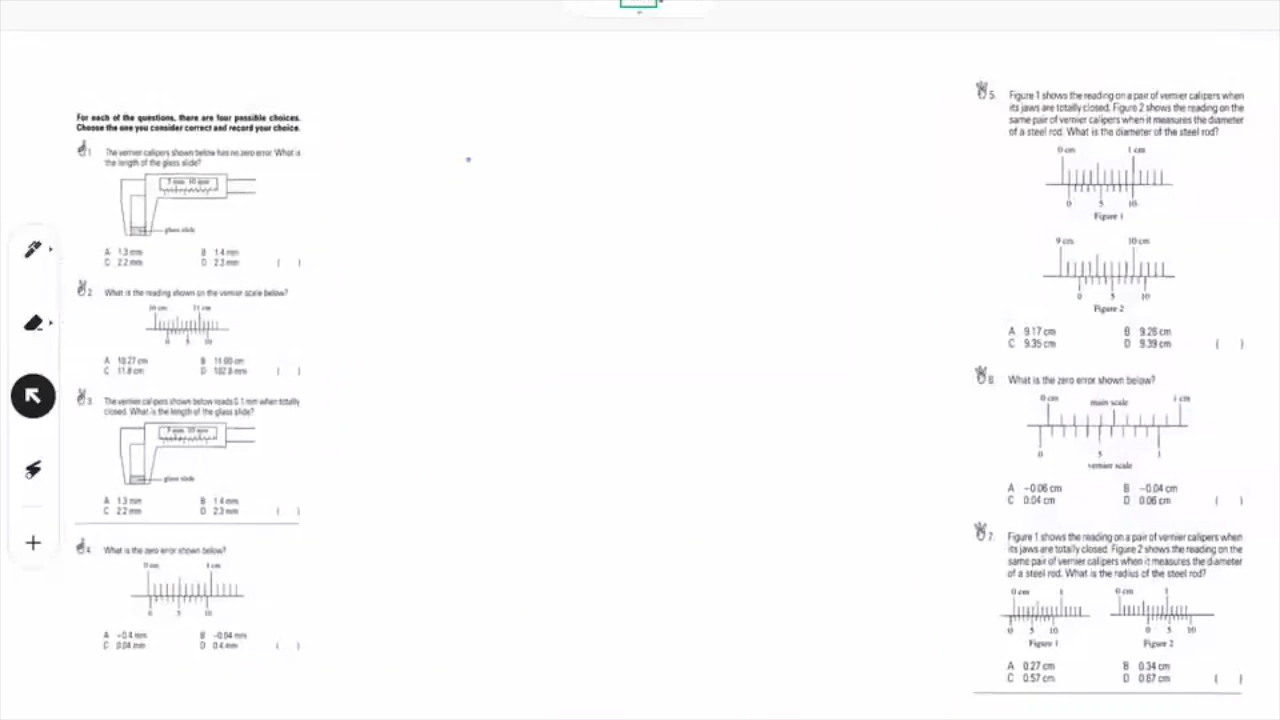 For each of the questions, there are four possible choices.
Choose the one you consider correct and record your choice.
1. The vernier calipers shown below has no zero error. What is
the length of the glass slide?
5 mm 10 mm
glass slide
A 1.3 mm B 1.4 mm
C 2.2 mm D 2.3 mm ( )
2. What is the reading shown on the vernier scale below?
10 cm 11 cm
0 5 10
A 10.27 cm B 11.00 cm
C 11.8 cm D 102.8 mm ( )
3. The vernier calipers shown below reads 0.1 mm when totally
closed. What is the length of the glass slide?
5 mm 10 mm
glass slide
A 1.3 mm B 1.4 mm
C 2.2 mm D 2.3 mm ( )
4. What is the zero error shown below?
0 cm 1 cm
0 5 10
A −0.4 mm B −0.04 mm
C 0.04 mm D 0.4 mm ( )
5. Figure 1 shows the reading on a pair of vernier calipers when
its jaws are totally closed. Figure 2 shows the reading on the
same pair of vernier calipers when it measures the diameter
of a steel rod. What is the diameter of the steel rod?
0 cm 1 cm
0 5 10
Figure 1
9 cm 10 cm
0 5 10
Figure 2
A 9.17 cm B 9.26 cm
C 9.35 cm D 9.39 cm ( )
6. What is the zero error shown below?
0 cm main scale 1 cm
0 5 1
vernier scale
A −0.06 cm B −0.04 cm
C 0.04 cm D 0.06 cm ( )
7. Figure 1 shows the reading on a pair of vernier calipers when
its jaws are totally closed. Figure 2 shows the reading on the
same pair of vernier calipers when it measures the diameter
of a steel rod. What is the radius of the steel rod?
0 cm 1 0 cm 1
0 5 10 0 5 10
Figure 1 Figure 2
A 0.27 cm B 0.34 cm
C 0.57 cm D 0.67 cm ( )